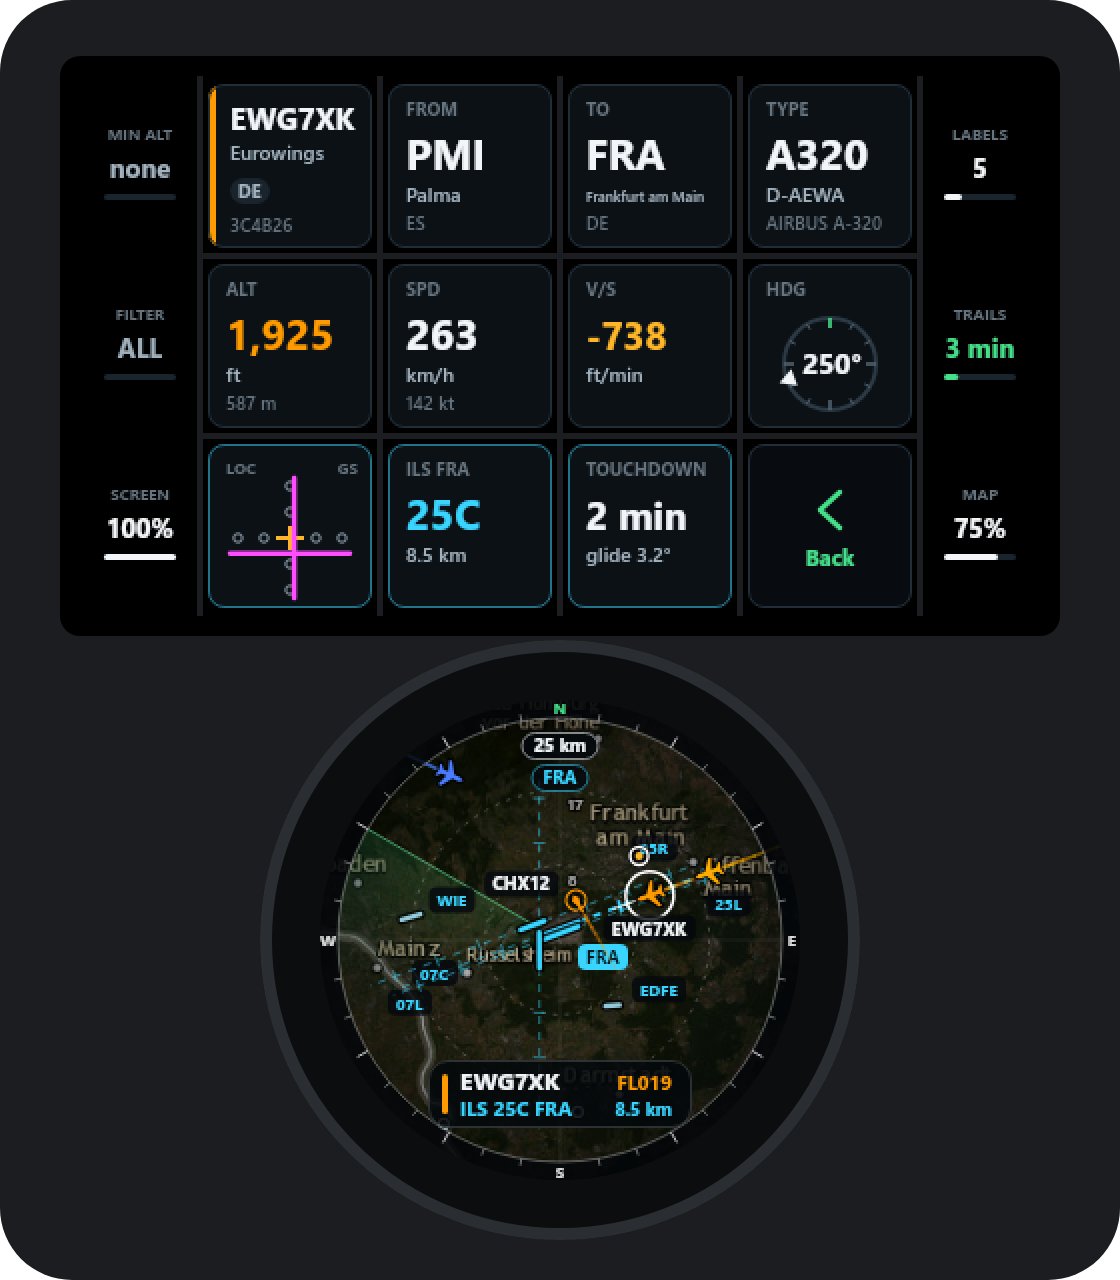 MIN ALT
none
EWG7XK
Eurowings
DE
3C4B26
FROM
PMI
Palma
ES
TO
FRA
Frankfurt am Main
DE
TYPE
A320
D-AEWA
AIRBUS A-320
LABELS
5
FILTER
ALL
ALT
1,925
ft
587 m
SPD
263
km/h
142 kt
V/S
-738
ft/min
HDG
250°
TRAILS
3 min
SCREEN
100%
LOC GS
ILS FRA
25C
8.5 km
TOUCHDOWN
2 min
glide 3.2°
Back
MAP
75%
N
25 km
FRA
17
Frankfurt
am Main
CHX12
8
WIE
25L
EWG7XK
W
E
Mainz
Russelsheim
FRA
07C
07L
EDFE
Darmstadt
EWG7XK FL019
ILS 25C FRA 8.5 km
S